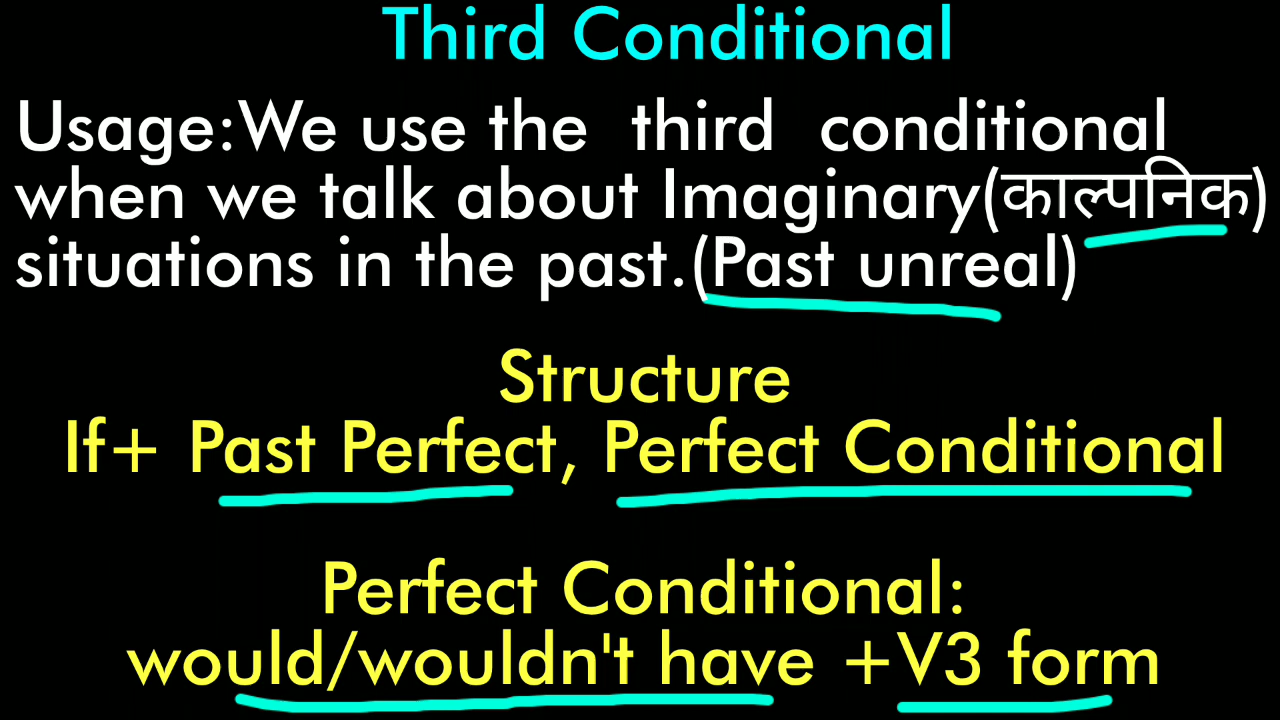 Third Conditional
Usage:We use the third conditional
when we talk about Imaginary(काल्पनिक)
situations in the past.(Past unreal)
Structure
If+ Past Perfect, Perfect Conditional
Perfect Conditional:
would/wouldn't have +V3 form